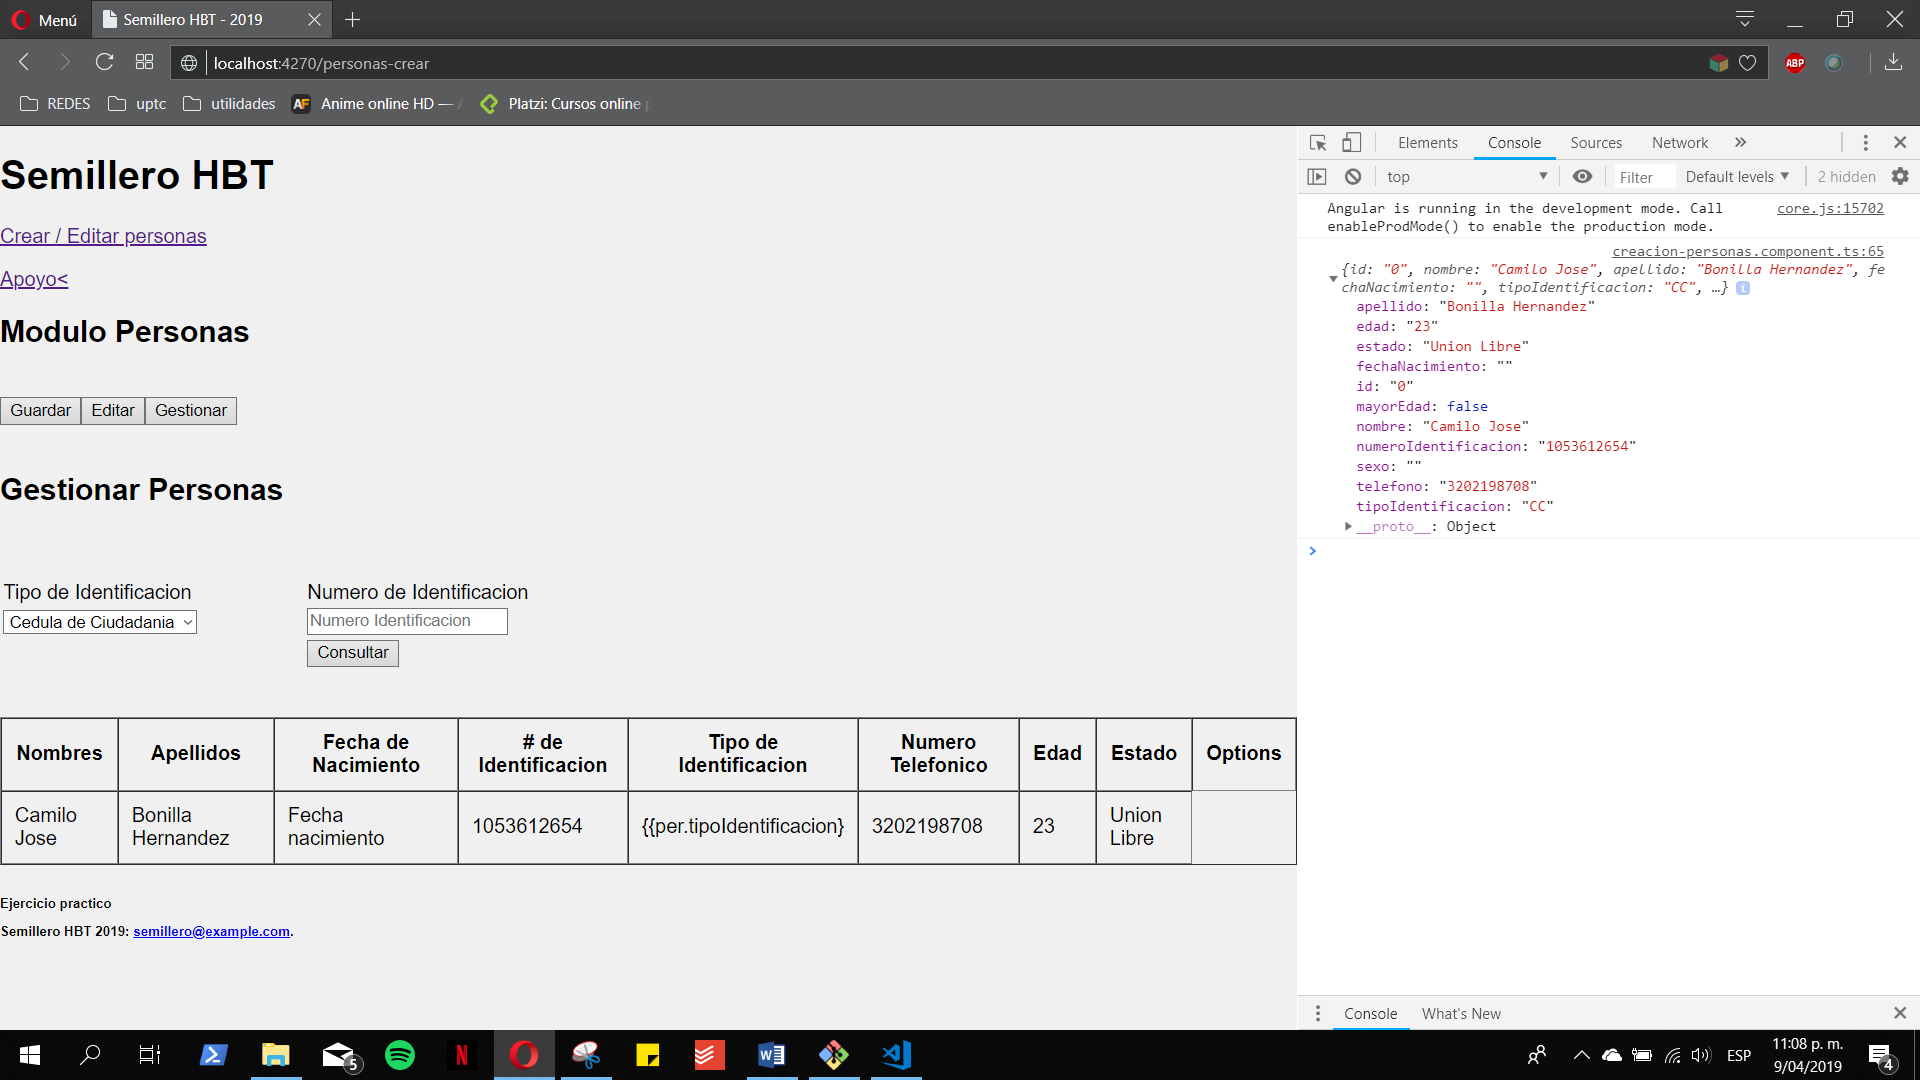 Menú
Semillero HBT - 2019
localhost:4270/personas-crear
ABP
REDES
uptc
utilidades
AF
Anime online HD —
Platzi: Cursos online
Semillero HBT
Crear / Editar personas
Apoyo<
Modulo Personas
Guardar Editar Gestionar
Gestionar Personas
Tipo de Identificacion
Numero de Identificacion
Cedula de Ciudadania
Numero Identificacion
Consultar
Nombres Apellidos Fecha de Nacimiento # de Identificacion Tipo de Identificacion Numero Telefonico Edad Estado Options
Camilo Jose Bonilla Hernandez Fecha nacimiento 1053612654 {{per.tipoIdentificacion} 3202198708 23 Union Libre
Ejercicio practico
Semillero HBT 2019: semillero@example.com.
Elements Console Sources Network »
top Filter Default levels 2 hidden
Angular is running in the development mode. Call core.js:15702
enableProdMode() to enable the production mode.
creacion-personas.component.ts:65
{id: "0", nombre: "Camilo Jose", apellido: "Bonilla Hernandez", fe
chaNacimiento: "", tipoIdentificacion: "CC", …} i
apellido: "Bonilla Hernandez"
edad: "23"
estado: "Union Libre"
fechaNacimiento: ""
id: "0"
mayorEdad: false
nombre: "Camilo Jose"
numeroIdentificacion: "1053612654"
sexo: ""
telefono: "3202198708"
tipoIdentificacion: "CC"
__proto__: Object
Console What's New
5
N
ESP
11:08 p. m.
9/04/2019
4